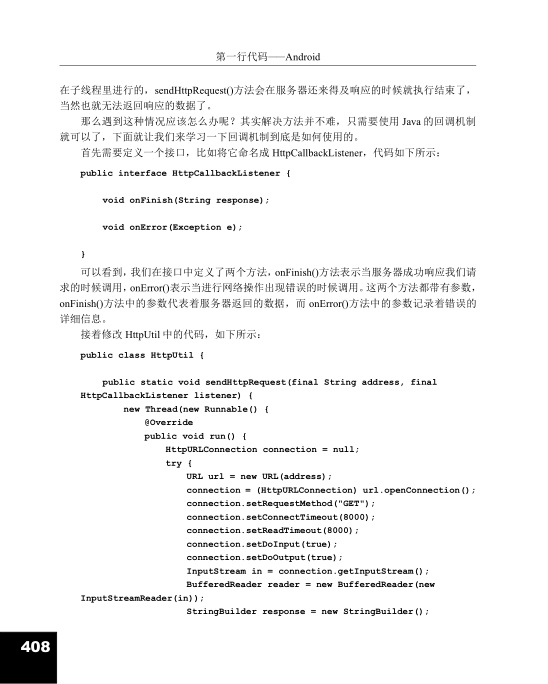 第一行代码——Android
在子线程里进行的，sendHttpRequest()方法会在服务器还来得及响应的时候就执行结束了，
当然也就无法返回响应的数据了。
那么遇到这种情况应该怎么办呢？其实解决方法并不难，只需要使用 Java 的回调机制
就可以了，下面就让我们来学习一下回调机制到底是如何使用的。
首先需要定义一个接口，比如将它命名成 HttpCallbackListener，代码如下所示：
public interface HttpCallbackListener {
void onFinish(String response);
void onError(Exception e);
}
可以看到，我们在接口中定义了两个方法，onFinish()方法表示当服务器成功响应我们请
求的时候调用，onError()表示当进行网络操作出现错误的时候调用。这两个方法都带有参数，
onFinish()方法中的参数代表着服务器返回的数据，而 onError()方法中的参数记录着错误的
详细信息。
接着修改 HttpUtil 中的代码，如下所示：
public class HttpUtil {
public static void sendHttpRequest(final String address, final
HttpCallbackListener listener) {
new Thread(new Runnable() {
@Override
public void run() {
HttpURLConnection connection = null;
try {
URL url = new URL(address);
connection = (HttpURLConnection) url.openConnection();
connection.setRequestMethod("GET");
connection.setConnectTimeout(8000);
connection.setReadTimeout(8000);
connection.setDoInput(true);
connection.setDoOutput(true);
InputStream in = connection.getInputStream();
BufferedReader reader = new BufferedReader(new
InputStreamReader(in));
StringBuilder response = new StringBuilder();
408